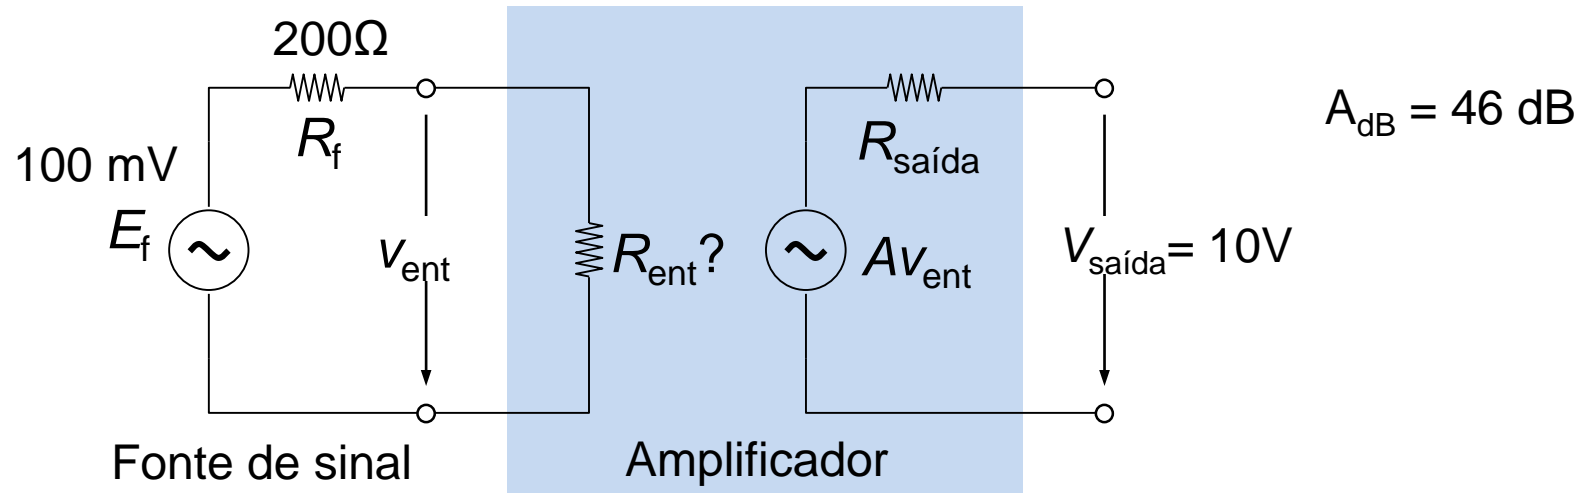 200Ω
R_f
100 mV
E_f
v_ent
R_ent?
R_saída
Av_ent
V_saída= 10V
A_dB = 46 dB
Fonte de sinal
Amplificador